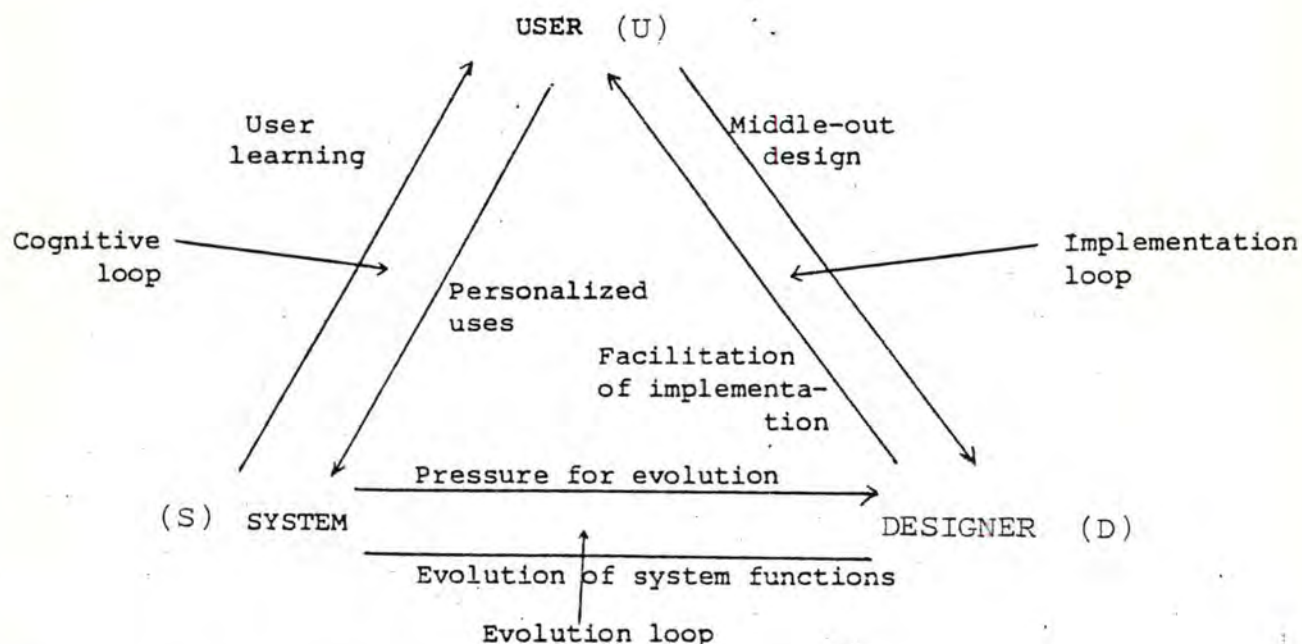 USER (U)
User
learning
Middle-out
design
Cognitive
loop
Implementation
loop
Personalized
uses
Facilitation
of implementa-
tion
Pressure for evolution
(S) SYSTEM
DESIGNER (D)
Evolution of system functions
Evolution loop